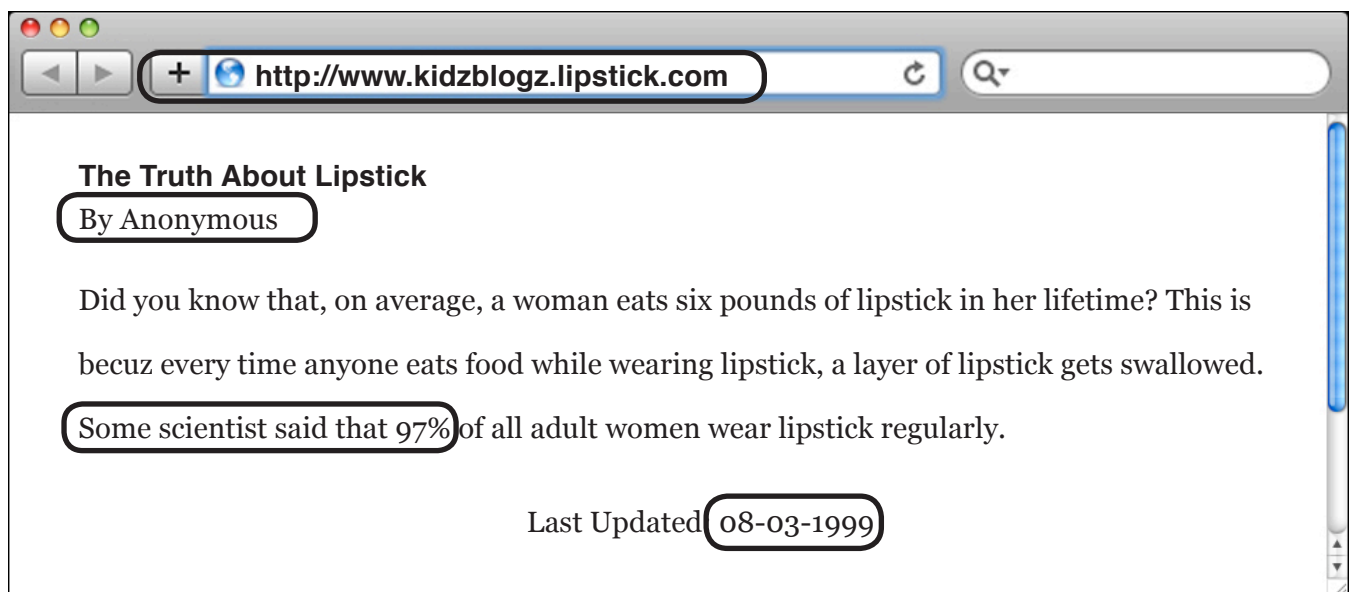 http://www.kidzblogz.lipstick.com
The Truth About Lipstick
By Anonymous
Did you know that, on average, a woman eats six pounds of lipstick in her lifetime? This is
becuz every time anyone eats food while wearing lipstick, a layer of lipstick gets swallowed.
Some scientist said that 97% of all adult women wear lipstick regularly.
Last Updated 08-03-1999